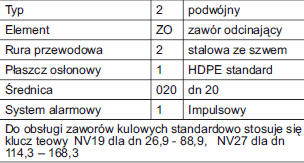 Typ 2 podwójny
Element ZO zawór odcinający
Rura przewodowa 2 stalowa ze szwem
Płaszcz osłonowy 1 HDPE standard
Średnica 020 dn 20
System alarmowy 1 Impulsowy
Do obsługi zaworów kulowych standardowo stosuje się
klucz teowy NV19 dla dn 26,9 - 88,9, NV27 dla dn
114,3 – 168,3